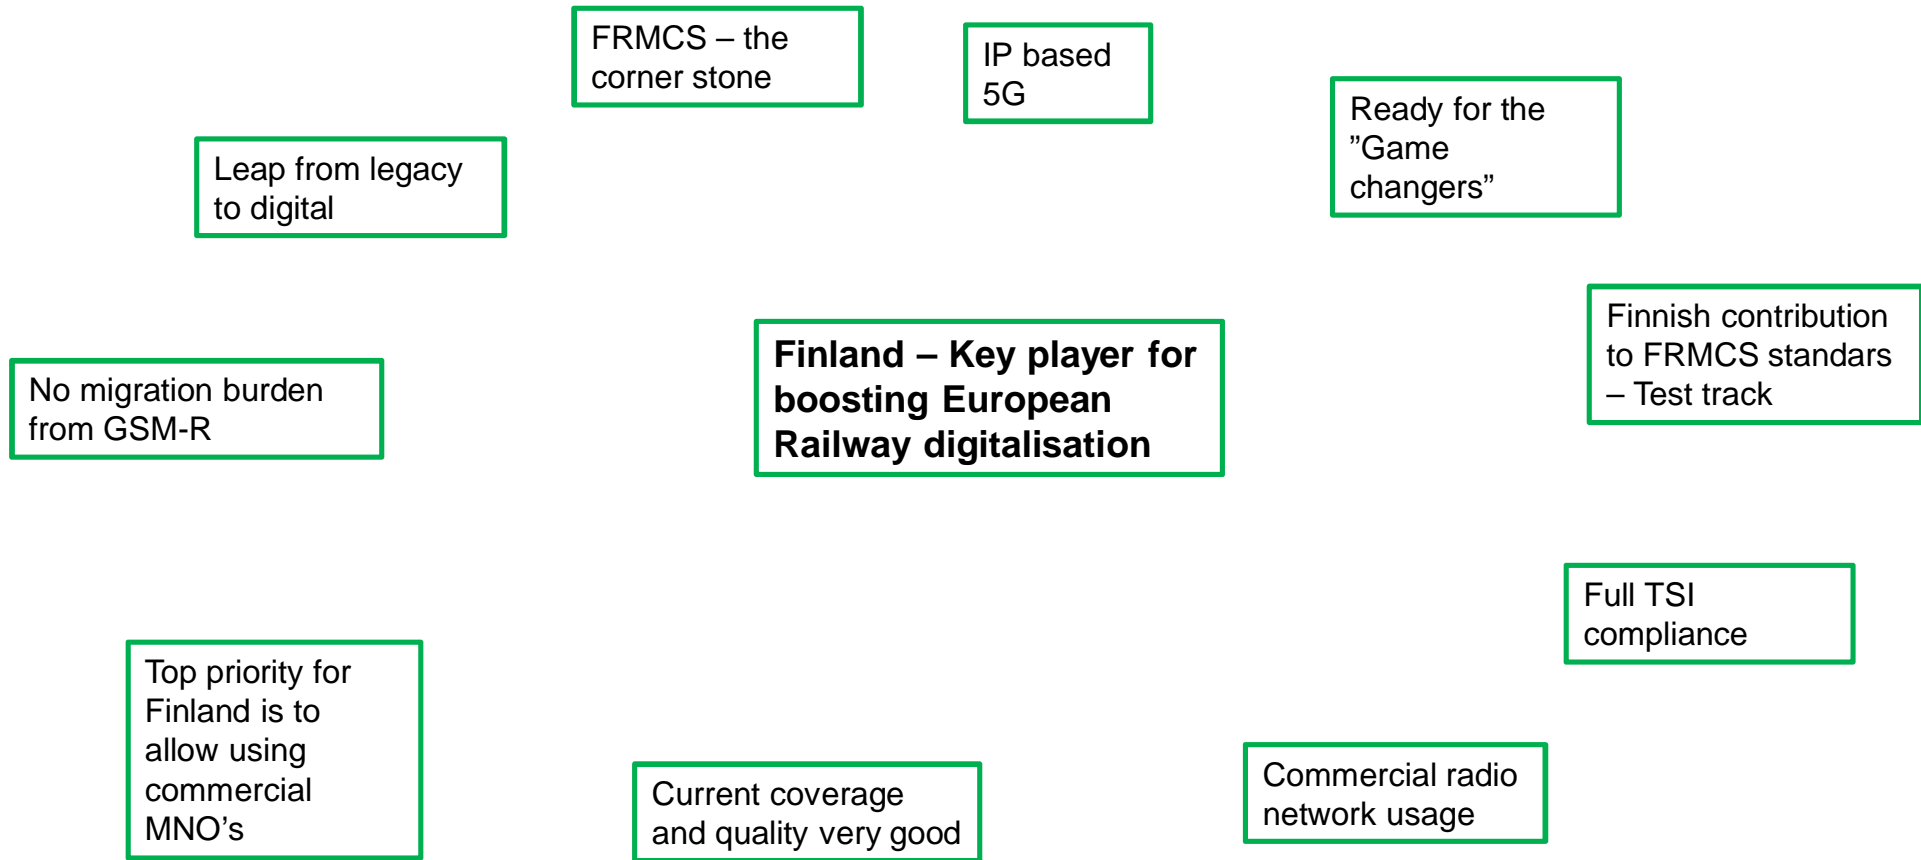 FRMCS – the
corner stone
IP based
5G
Ready for the
”Game
changers”
Leap from legacy
to digital
Finnish contribution
to FRMCS standars
– Test track
Finland – Key player for
boosting European
Railway digitalisation
No migration burden
from GSM-R
Full TSI
compliance
Top priority for
Finland is to
allow using
commercial
MNO’s
Commercial radio
network usage
Current coverage
and quality very good